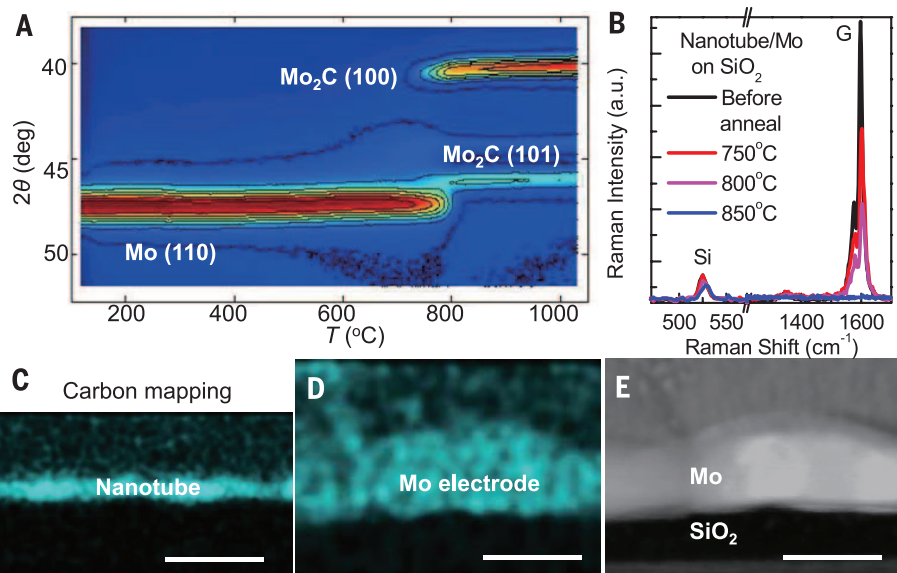 A
Mo₂C (100)
Mo₂C (101)
Mo (110)
40
45
50
2θ (deg)
200
400
600
800
1000
T (°C)
B
Nanotube/Mo
on SiO₂
Before
anneal
750°C
800°C
850°C
G
Si
Raman Intensity (a.u.)
500
550
1400
1600
Raman Shift (cm⁻¹)
C
Carbon mapping
Nanotube
D
Mo electrode
E
Mo
SiO₂